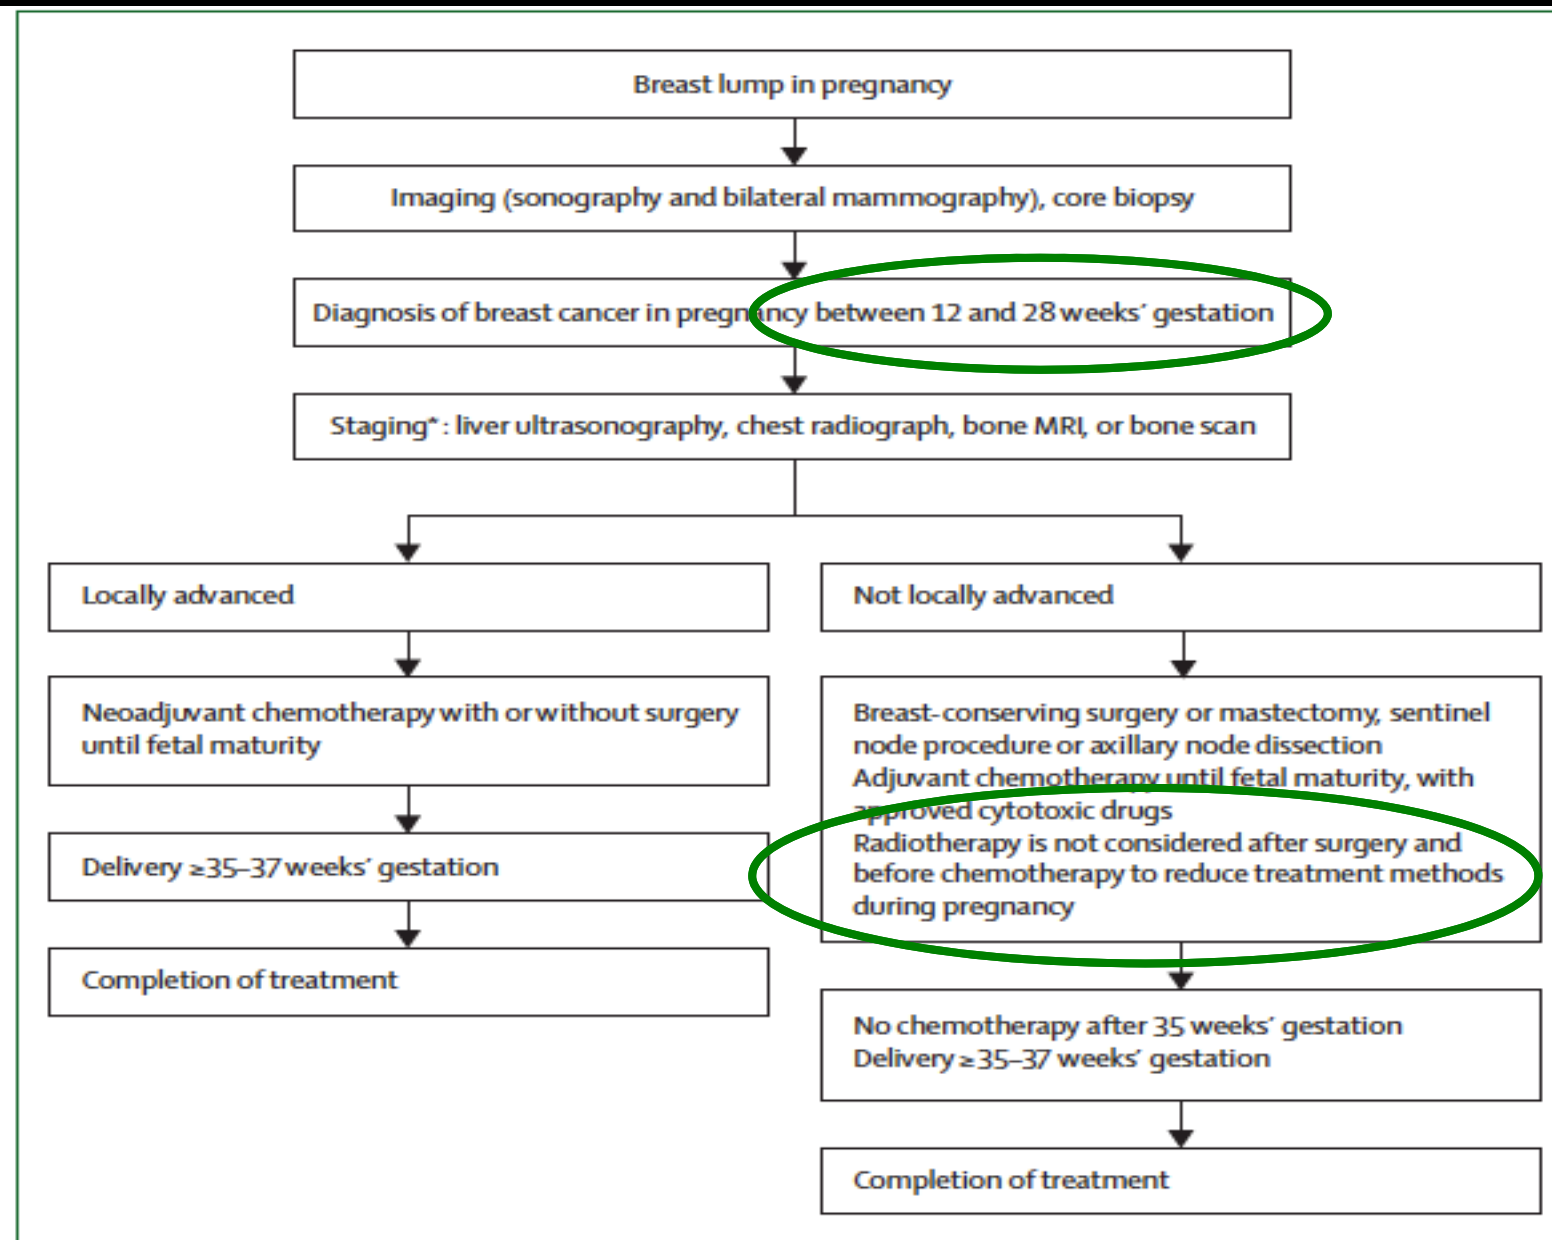 Breast lump in pregnancy
Imaging (sonography and bilateral mammography), core biopsy
Diagnosis of breast cancer in pregnancy between 12 and 28 weeks' gestation
Staging*: liver ultrasonography, chest radiograph, bone MRI, or bone scan
Locally advanced
Neoadjuvant chemotherapy with or without surgery
until fetal maturity
Delivery ≥35–37 weeks' gestation
Completion of treatment
Not locally advanced
Breast-conserving surgery or mastectomy, sentinel
node procedure or axillary node dissection
Adjuvant chemotherapy until fetal maturity, with
approved cytotoxic drugs
Radiotherapy is not considered after surgery and
before chemotherapy to reduce treatment methods
during pregnancy
No chemotherapy after 35 weeks' gestation
Delivery ≥35–37 weeks' gestation
Completion of treatment